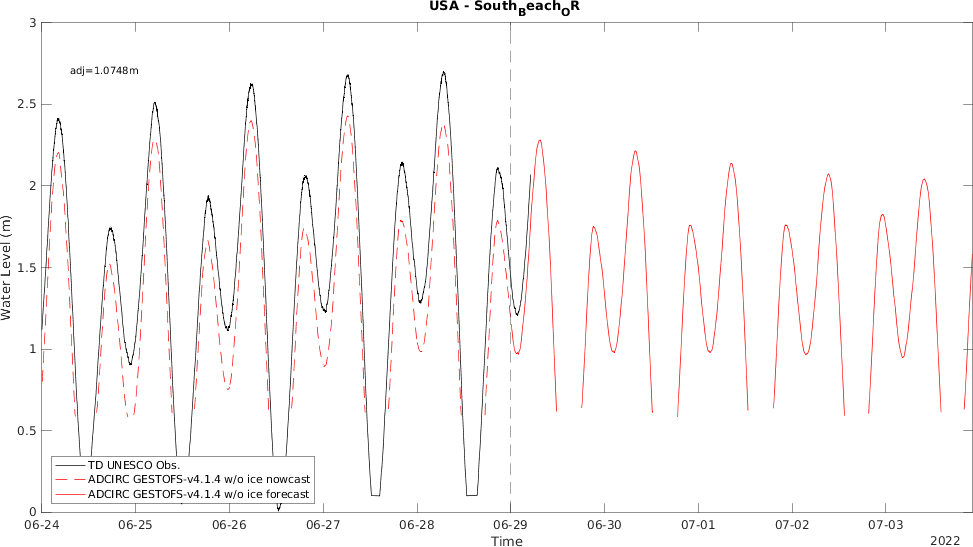 USA - South_Beach_OR
adj=1.0748m
3
2.5
2
1.5
1
0.5
0
Water Level (m)
TD UNESCO Obs.
ADCIRC GESTOFS-v4.1.4 w/o ice nowcast
ADCIRC GESTOFS-v4.1.4 w/o ice forecast
06-24 06-25 06-26 06-27 06-28 06-29 06-30 07-01 07-02 07-03
Time
2022